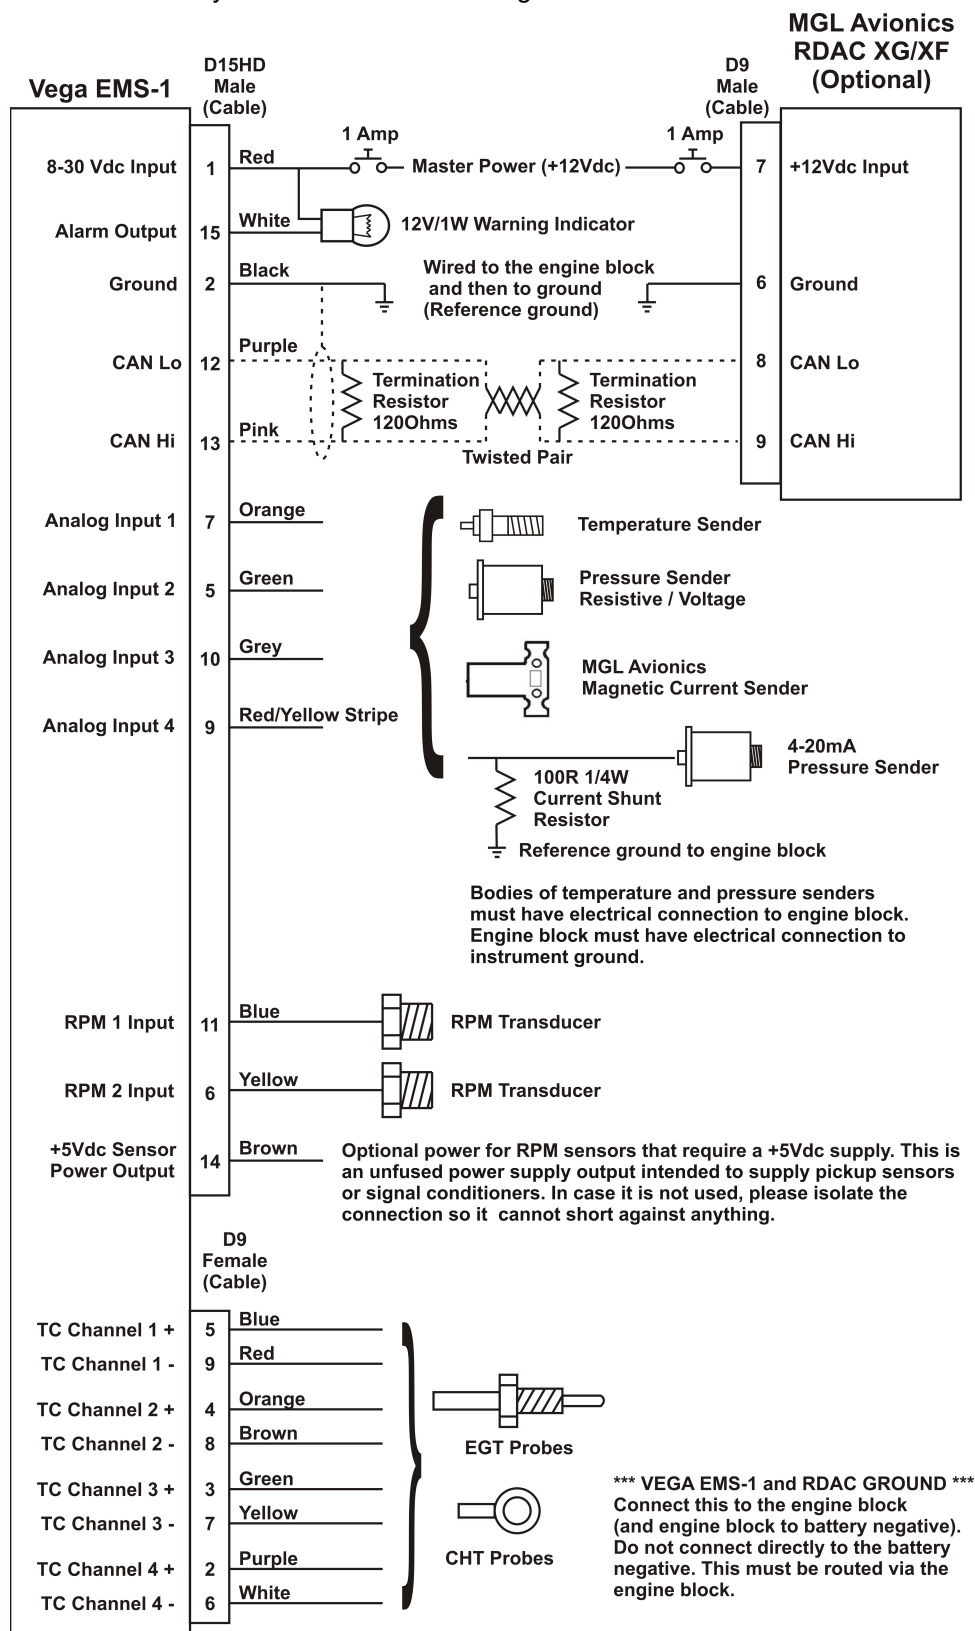 MGL Avionics
RDAC XG/XF
(Optional)
D15HD
Male
(Cable)
D9
Male
(Cable)
Vega EMS-1
1 Amp
1 Amp
8-30 Vdc Input
1
Red
Master Power (+12Vdc)
7
+12Vdc Input
Alarm Output
15
White
12V/1W Warning Indicator
Ground
2
Black
Wired to the engine block
and then to ground
(Reference ground)
6
Ground
CAN Lo
12
Purple
8
CAN Lo
Termination
Resistor
120Ohms
Termination
Resistor
120Ohms
CAN Hi
13
Pink
9
CAN Hi
Twisted Pair
Analog Input 1
7
Orange
Temperature Sender
Analog Input 2
5
Green
Pressure Sender
Resistive / Voltage
Analog Input 3
10
Grey
MGL Avionics
Magnetic Current Sender
Analog Input 4
9
Red/Yellow Stripe
4-20mA
Pressure Sender
100R 1/4W
Current Shunt
Resistor
Reference ground to engine block
Bodies of temperature and pressure senders
must have electrical connection to engine block.
Engine block must have electrical connection to
instrument ground.
RPM 1 Input
11
Blue
RPM Transducer
RPM 2 Input
6
Yellow
RPM Transducer
+5Vdc Sensor
Power Output
14
Brown
Optional power for RPM sensors that require a +5Vdc supply. This is
an unfused power supply output intended to supply pickup sensors
or signal conditioners. In case it is not used, please isolate the
connection so it cannot short against anything.
D9
Female
(Cable)
TC Channel 1 +
5
Blue
TC Channel 1 -
9
Red
TC Channel 2 +
4
Orange
TC Channel 2 -
8
Brown
EGT Probes
TC Channel 3 +
3
Green
TC Channel 3 -
7
Yellow
TC Channel 4 +
2
Purple
TC Channel 4 -
6
White
CHT Probes
*** VEGA EMS-1 and RDAC GROUND ***
Connect this to the engine block
(and engine block to battery negative).
Do not connect directly to the battery
negative. This must be routed via the
engine block.